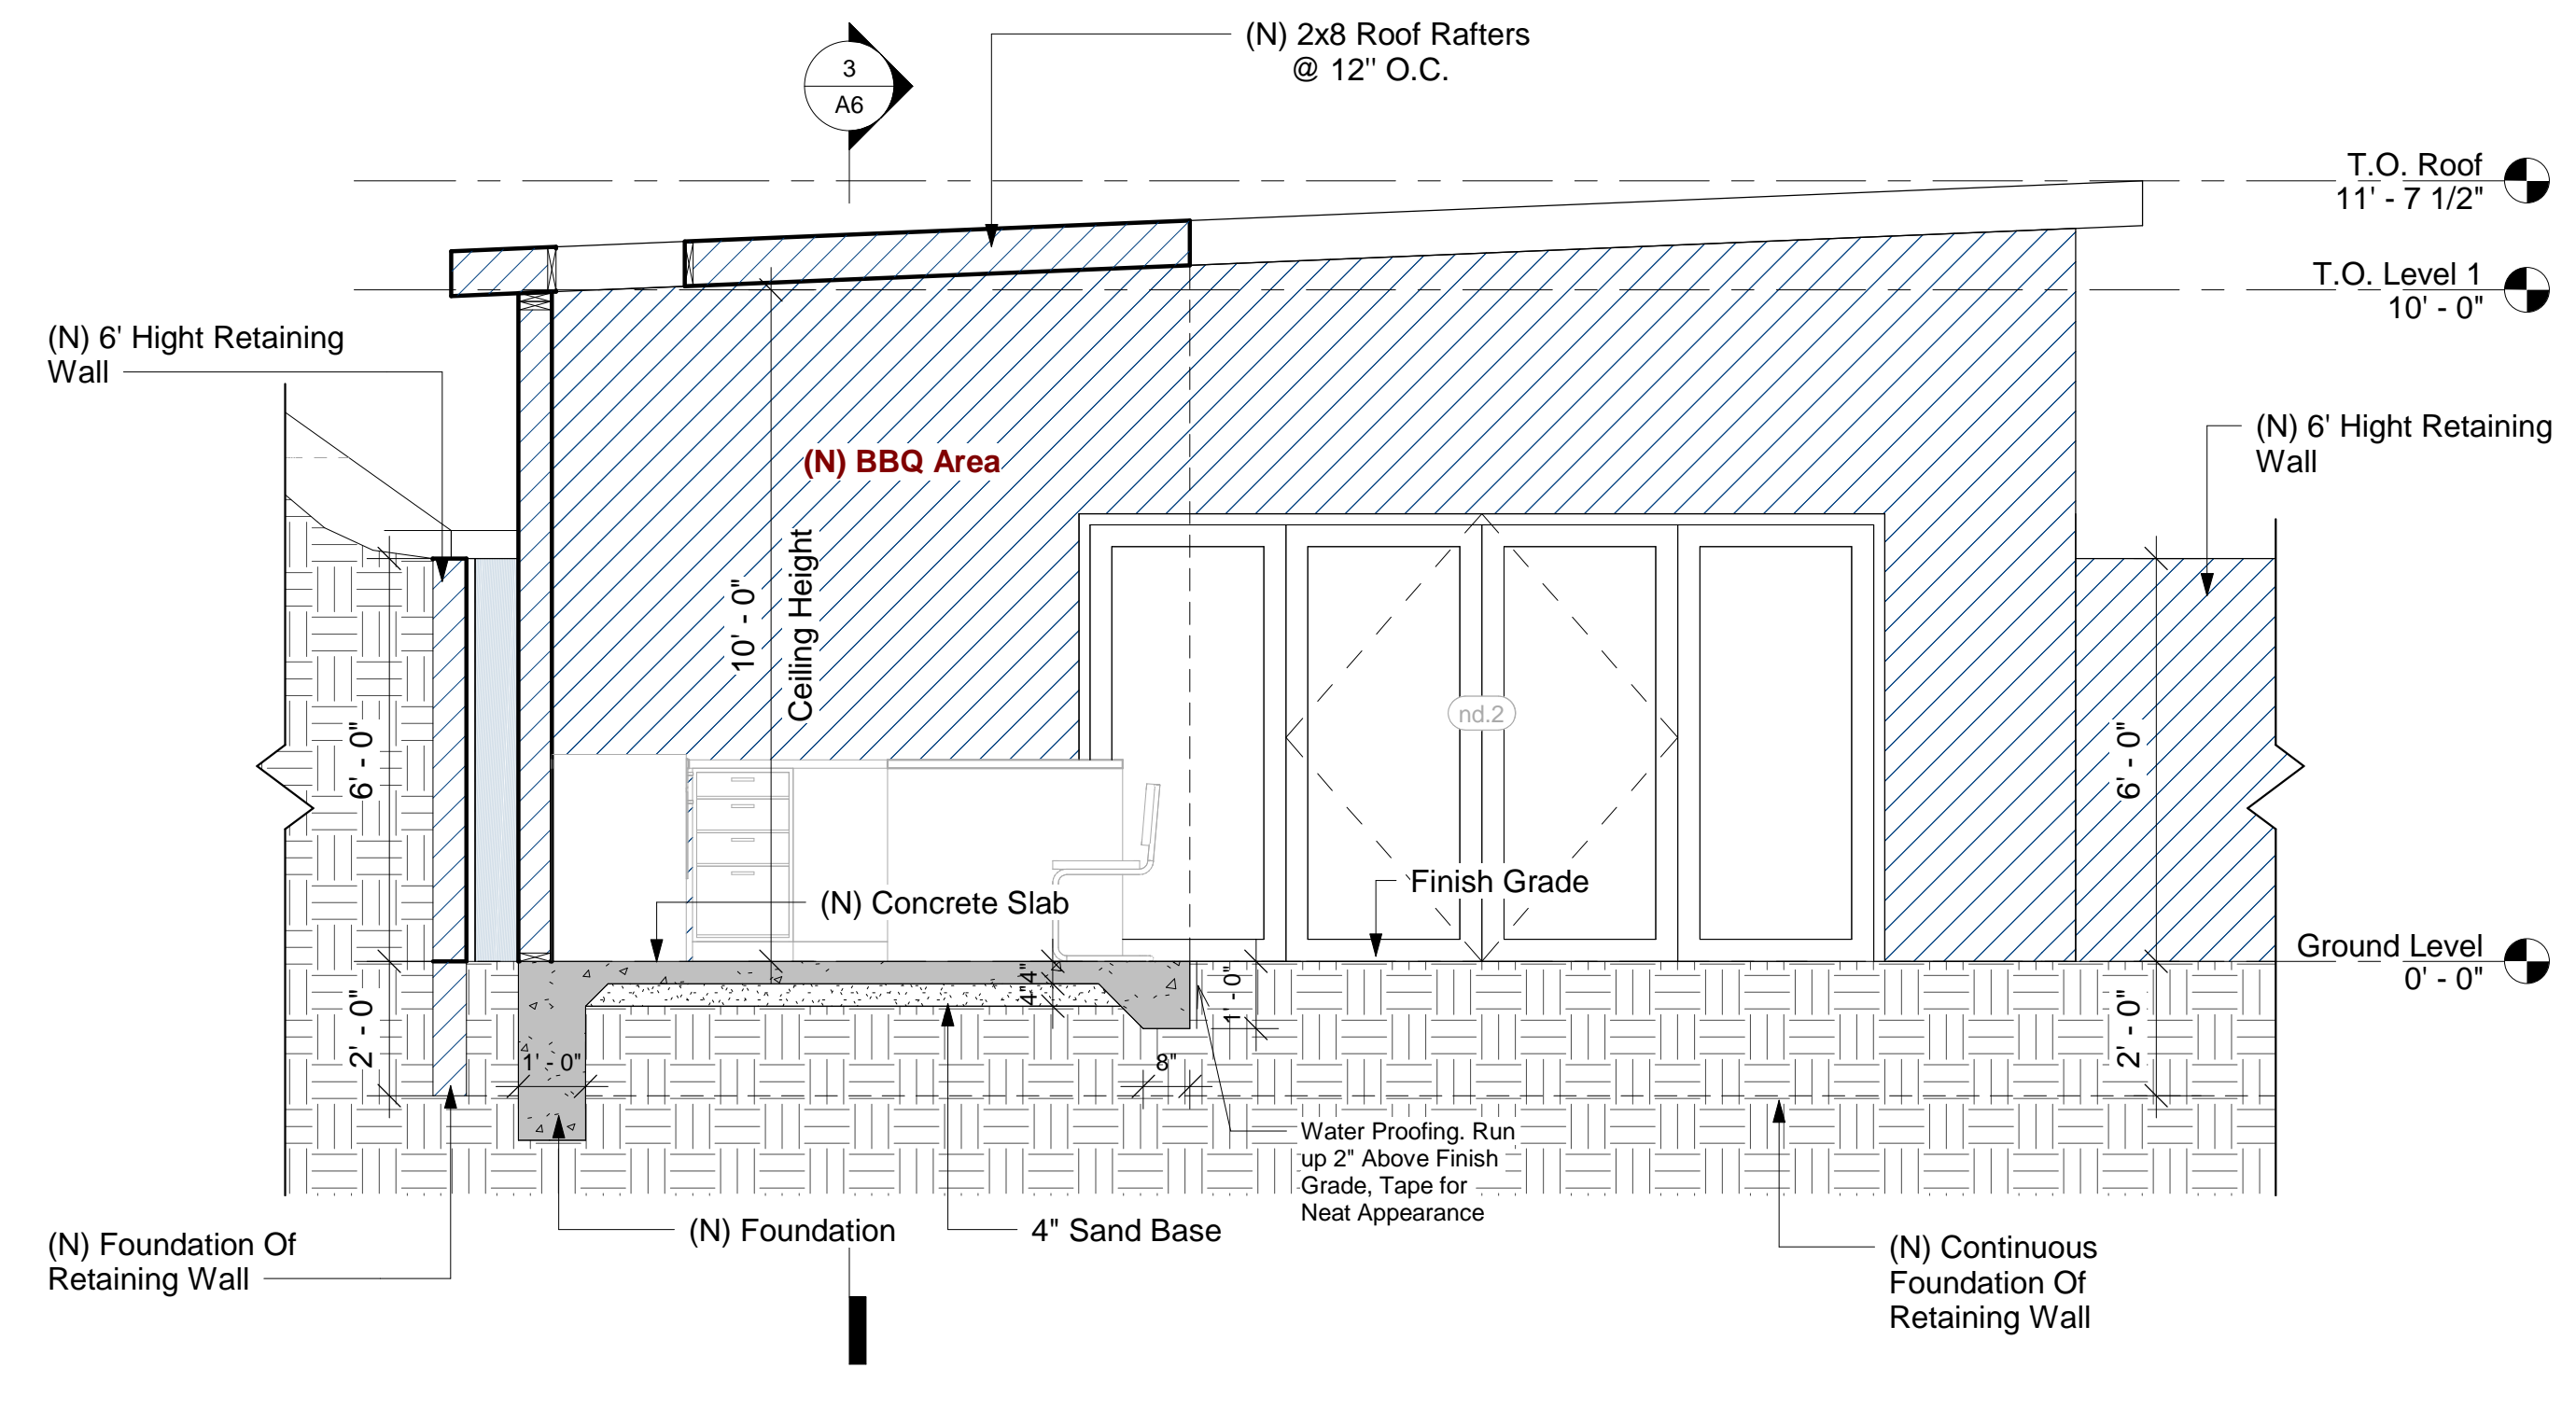 (N) 2x8 Roof Rafters
@ 12" O.C.
3
A6
T.O. Roof
11' - 7 1/2"
T.O. Level 1
10' - 0"
(N) 6' Hight Retaining
Wall
(N) 6' Hight Retaining
Wall
(N) BBQ Area
10' - 0"
Ceiling Height
nd.2
6' - 0"
6' - 0"
Finish Grade
(N) Concrete Slab
Ground Level
0' - 0"
4"
4"
1' - 0"
2' - 0"
2' - 0"
1' - 0"
8"
Water Proofing. Run
up 2" Above Finish
Grade, Tape for
Neat Appearance
(N) Foundation Of
Retaining Wall
(N) Foundation
4" Sand Base
(N) Continuous
Foundation Of
Retaining Wall